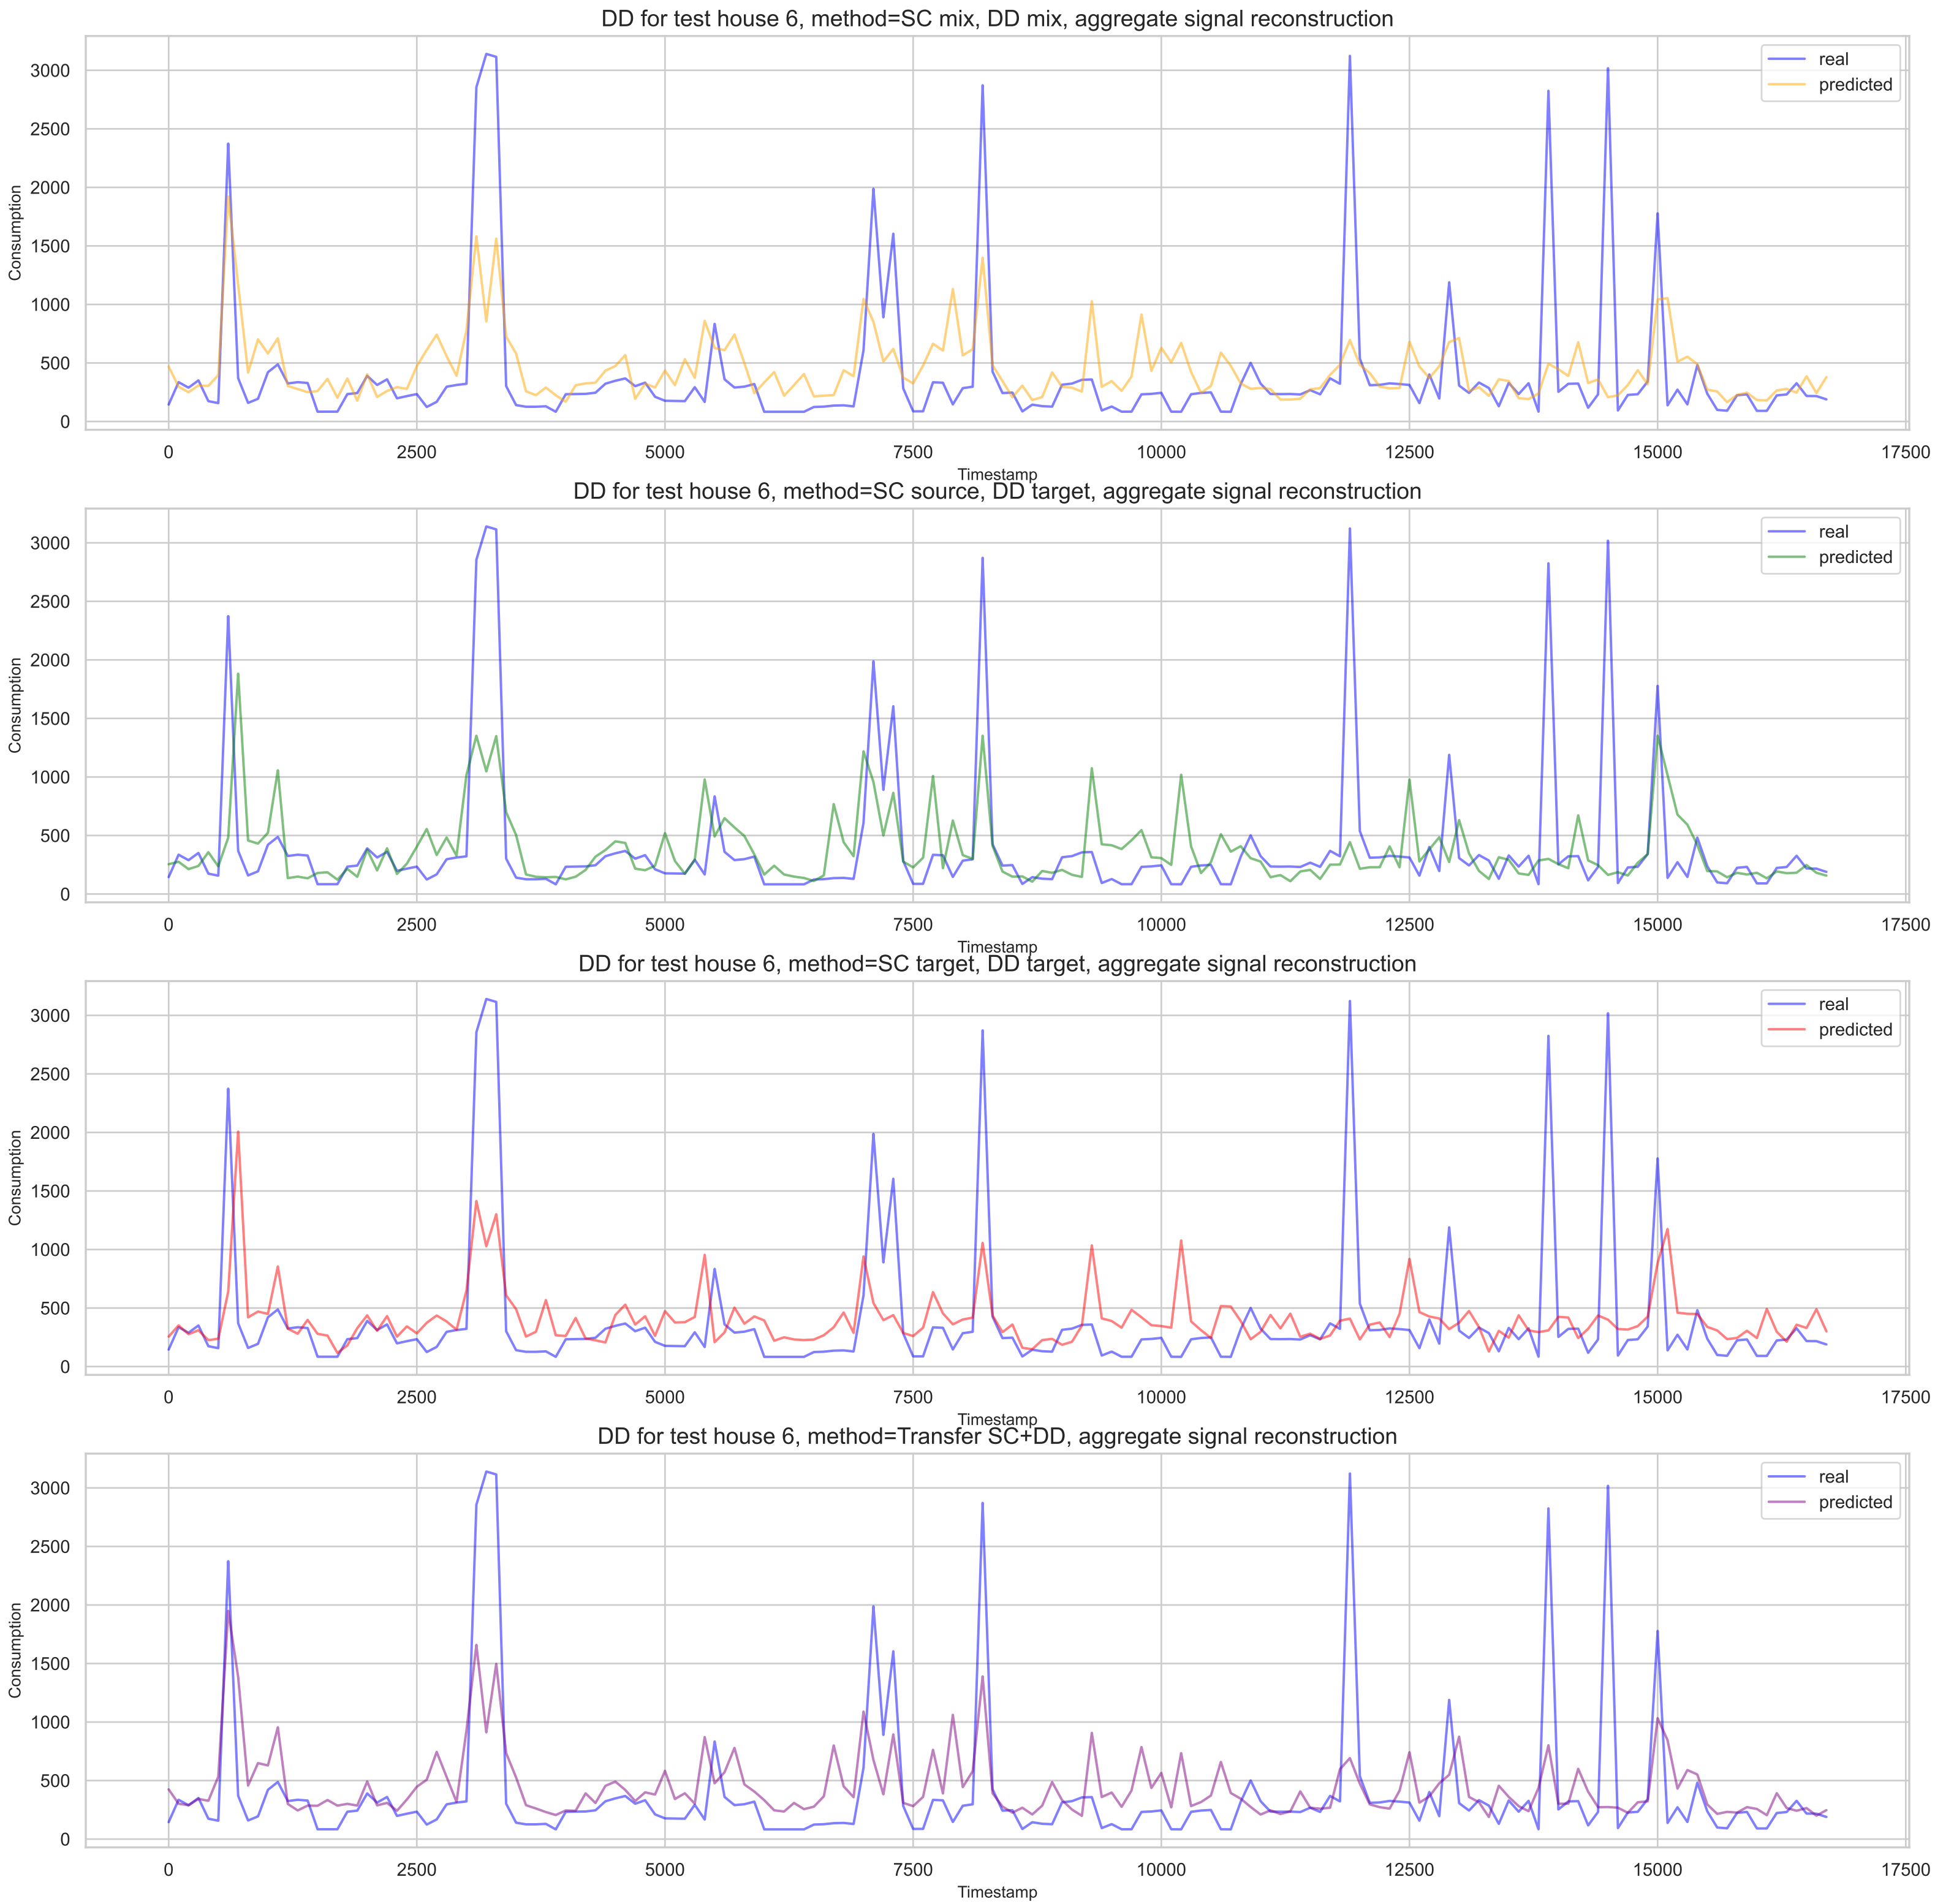 DD for test house 6, method=SC mix, DD mix, aggregate signal reconstruction
real
predicted
3000
2500
2000
1500
1000
500
0
Consumption
0 2500 5000 7500 10000 12500 15000 17500
Timestamp
DD for test house 6, method=SC source, DD target, aggregate signal reconstruction
real
predicted
3000
2500
2000
1500
1000
500
0
Consumption
0 2500 5000 7500 10000 12500 15000 17500
Timestamp
DD for test house 6, method=SC target, DD target, aggregate signal reconstruction
real
predicted
3000
2500
2000
1500
1000
500
0
Consumption
0 2500 5000 7500 10000 12500 15000 17500
Timestamp
DD for test house 6, method=Transfer SC+DD, aggregate signal reconstruction
real
predicted
3000
2500
2000
1500
1000
500
0
Consumption
0 2500 5000 7500 10000 12500 15000 17500
Timestamp